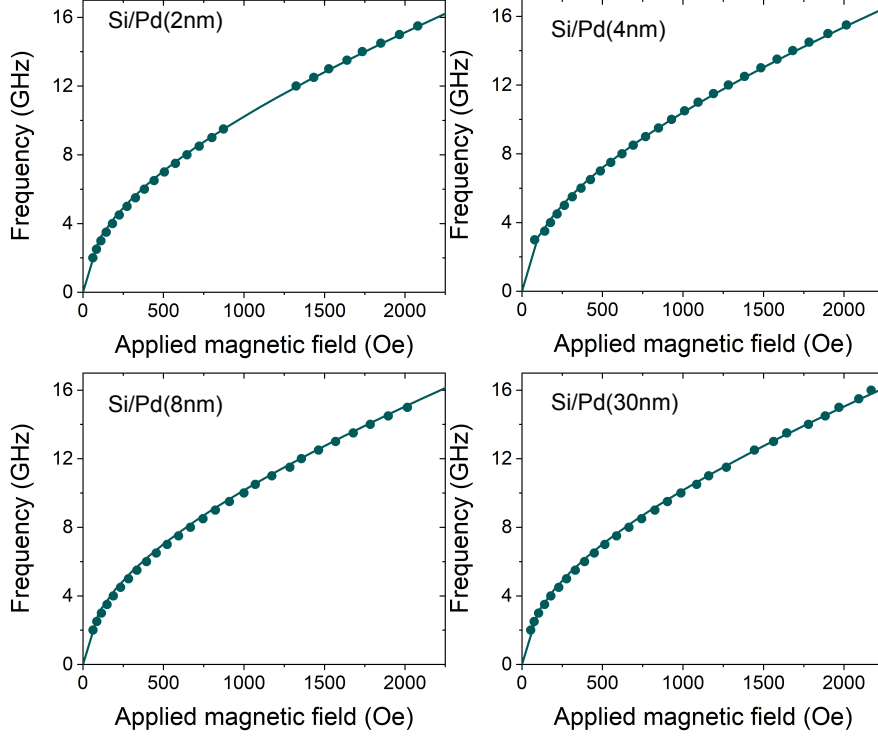 Si/Pd(2nm)
16
12
8
4
0
Frequency (GHz)
0 500 1000 1500 2000
Applied magnetic field (Oe)
Si/Pd(4nm)
16
12
8
4
0
Frequency (GHz)
0 500 1000 1500 2000
Applied magnetic field (Oe)
Si/Pd(8nm)
16
12
8
4
0
Frequency (GHz)
0 500 1000 1500 2000
Applied magnetic field (Oe)
Si/Pd(30nm)
16
12
8
4
0
Frequency (GHz)
0 500 1000 1500 2000
Applied magnetic field (Oe)